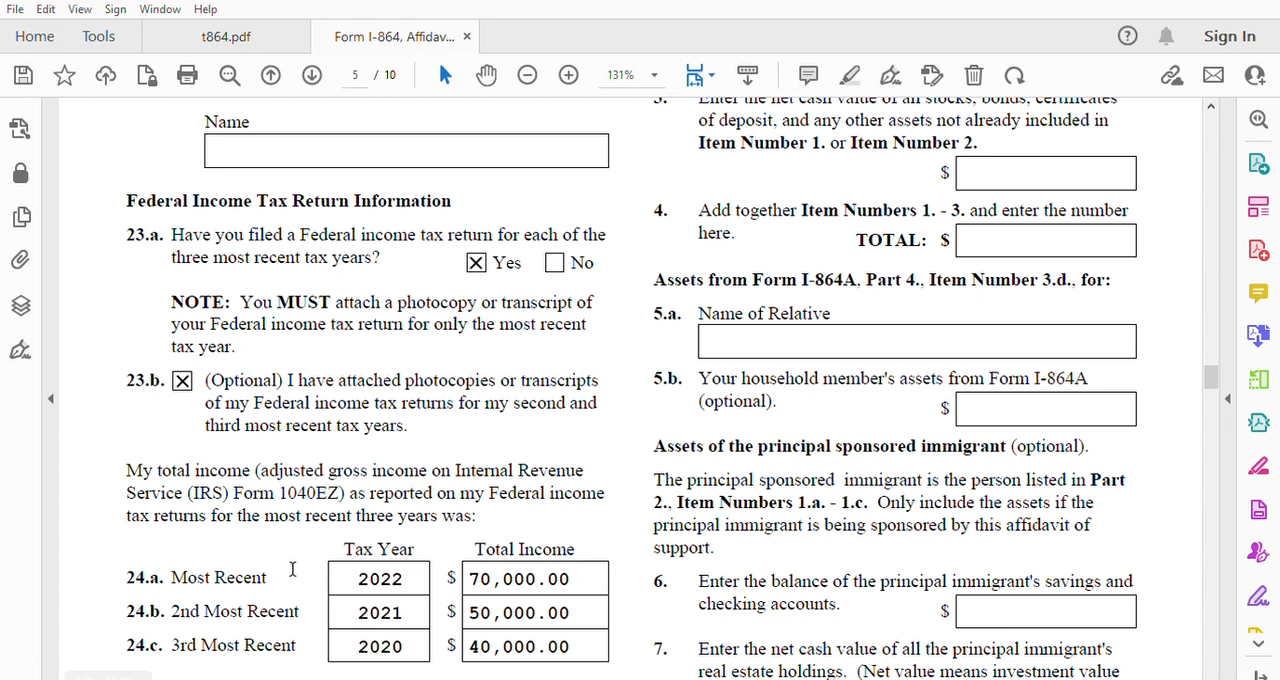 File Edit View Sign Window Help
Home Tools t864.pdf Form I-864, Affidav... × Sign In
5 / 10 131%
Name
Federal Income Tax Return Information
23.a. Have you filed a Federal income tax return for each of the
three most recent tax years?
Yes No
NOTE: You MUST attach a photocopy or transcript of
your Federal income tax return for only the most recent
tax year.
23.b. (Optional) I have attached photocopies or transcripts
of my Federal income tax returns for my second and
third most recent tax years.
My total income (adjusted gross income on Internal Revenue
Service (IRS) Form 1040EZ) as reported on my Federal income
tax returns for the most recent three years was:
Tax Year Total Income
24.a. Most Recent 2022 $ 70,000.00
24.b. 2nd Most Recent 2021 $ 50,000.00
24.c. 3rd Most Recent 2020 $ 40,000.00
3. Enter the net cash value of all stocks, bonds, certificates
of deposit, and any other assets not already included in
Item Number 1. or Item Number 2.
$
4. Add together Item Numbers 1. - 3. and enter the number
here. TOTAL: $
Assets from Form I-864A, Part 4., Item Number 3.d., for:
5.a. Name of Relative
5.b. Your household member's assets from Form I-864A
(optional).
$
Assets of the principal sponsored immigrant (optional).
The principal sponsored immigrant is the person listed in Part
2., Item Numbers 1.a. - 1.c. Only include the assets if the
principal immigrant is being sponsored by this affidavit of
support.
6. Enter the balance of the principal immigrant's savings and
checking accounts. $
7. Enter the net cash value of all the principal immigrant's
real estate holdings. (Net value means investment value